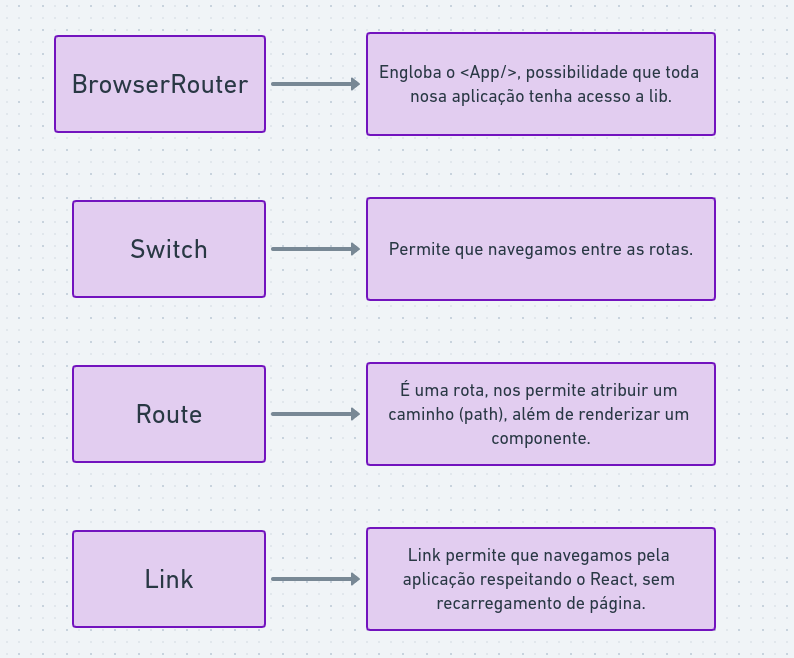 BrowserRouter
Engloba o <App/>, possibilidade que toda
nosa aplicação tenha acesso a lib.
Switch
Permite que navegamos entre as rotas.
Route
É uma rota, nos permite atribuir um
caminho (path), além de renderizar um
componente.
Link
Link permite que navegamos pela
aplicação respeitando o React, sem
recarregamento de página.